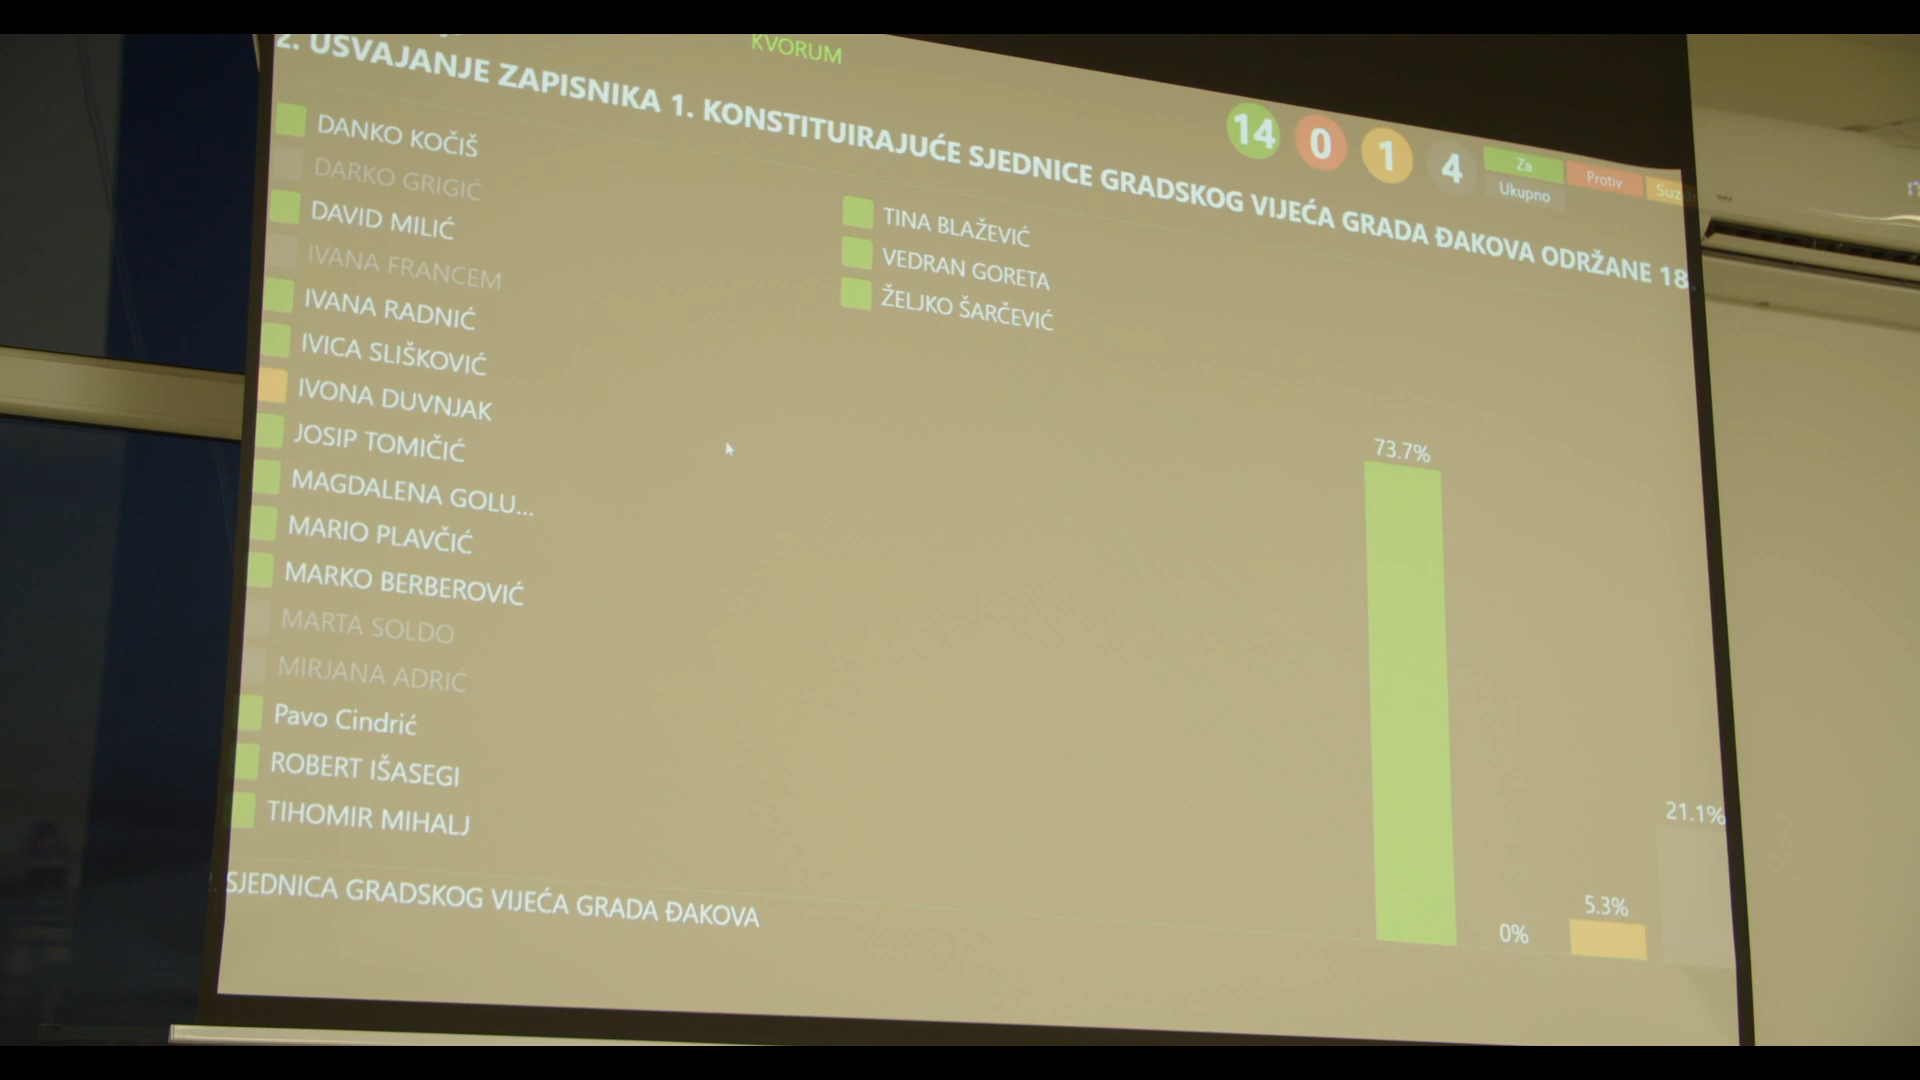 KVORUM
2. USVAJANJE ZAPISNIKA 1. KONSTITUIRAJUĆE SJEDNICE GRADSKOG VIJEĆA GRADA ĐAKOVA ODRŽANE 18.
14 0 1 4
Za Protiv
Ukupno
DANKO KOČIŠ
DARKO GRIGIĆ
DAVID MILIĆ
IVANA FRANCEM
IVANA RADNIĆ
IVICA SLIŠKOVIĆ
IVONA DUVNJAK
JOSIP TOMIČIĆ
MAGDALENA GOLU...
MARIO PLAVČIĆ
MARKO BERBEROVIĆ
MARTA SOLDO
MIRJANA ADRIĆ
Pavo Cindrić
ROBERT IŠASEGI
TIHOMIR MIHALJ
TINA BLAŽEVIĆ
VEDRAN GORETA
ŽELJKO ŠARČEVIĆ
73.7%
0%
5.3%
21.1%
SJEDNICA GRADSKOG VIJEĆA GRADA ĐAKOVA